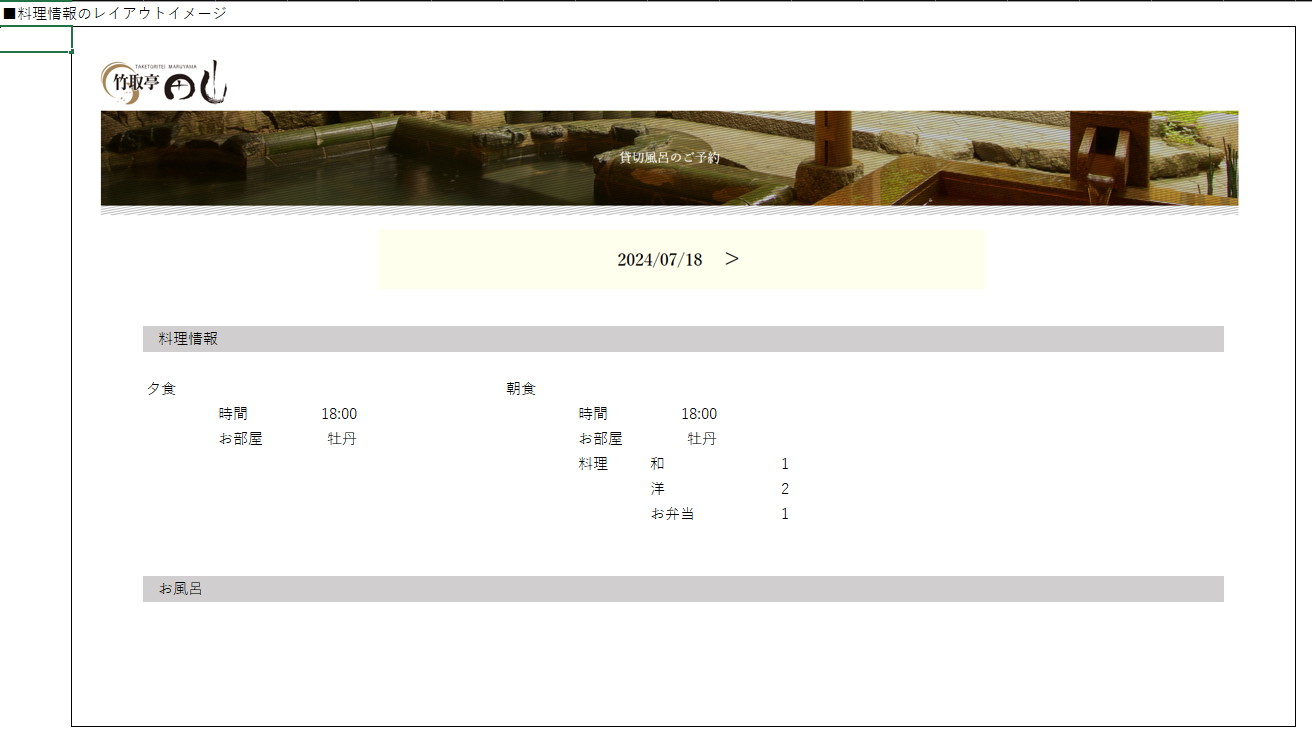 ■料理情報のレイアウトイメージ
TAKETORITEI MARUYAMA
竹取亭
貸切風呂のご予約
2024/07/18 >
料理情報
夕食 朝食
時間 18:00 時間 18:00
お部屋 牡丹 お部屋 牡丹
料理 和 1
洋 2
お弁当 1
お風呂